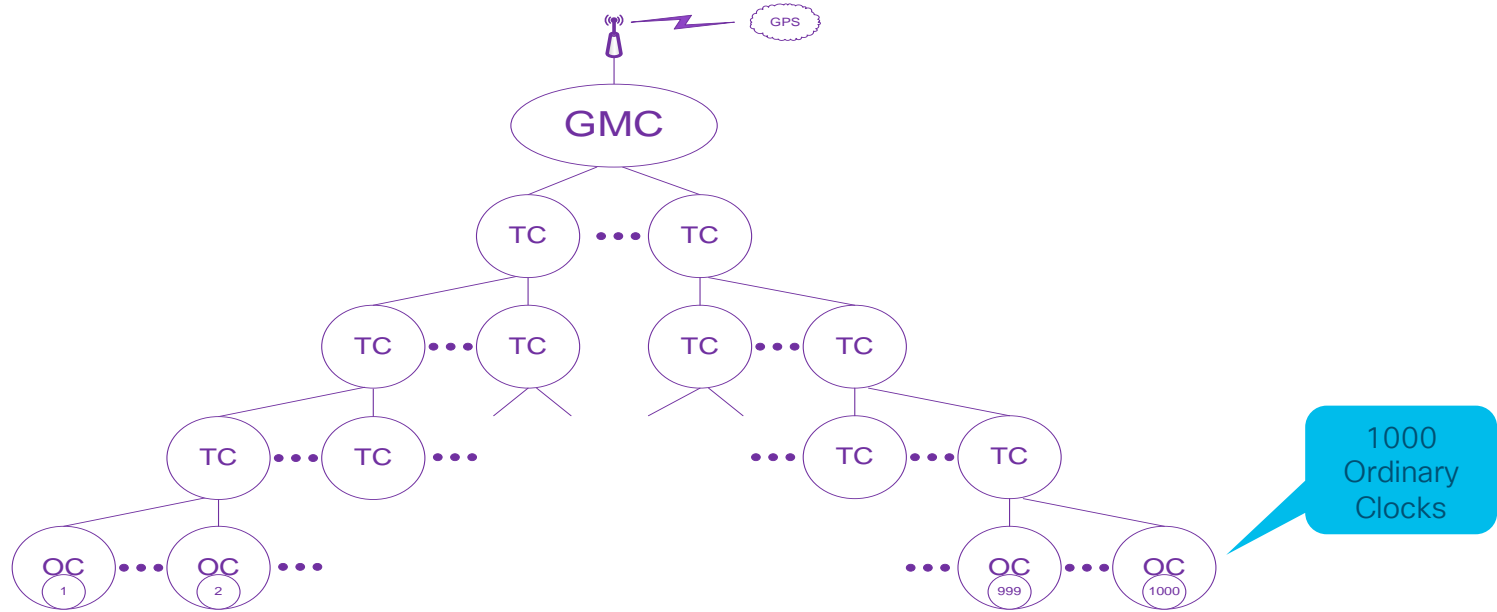 GPS
GMC
TC TC
TC TC TC TC
TC TC TC TC
1000
Ordinary
Clocks
OC OC OC OC
1 2 999 1000